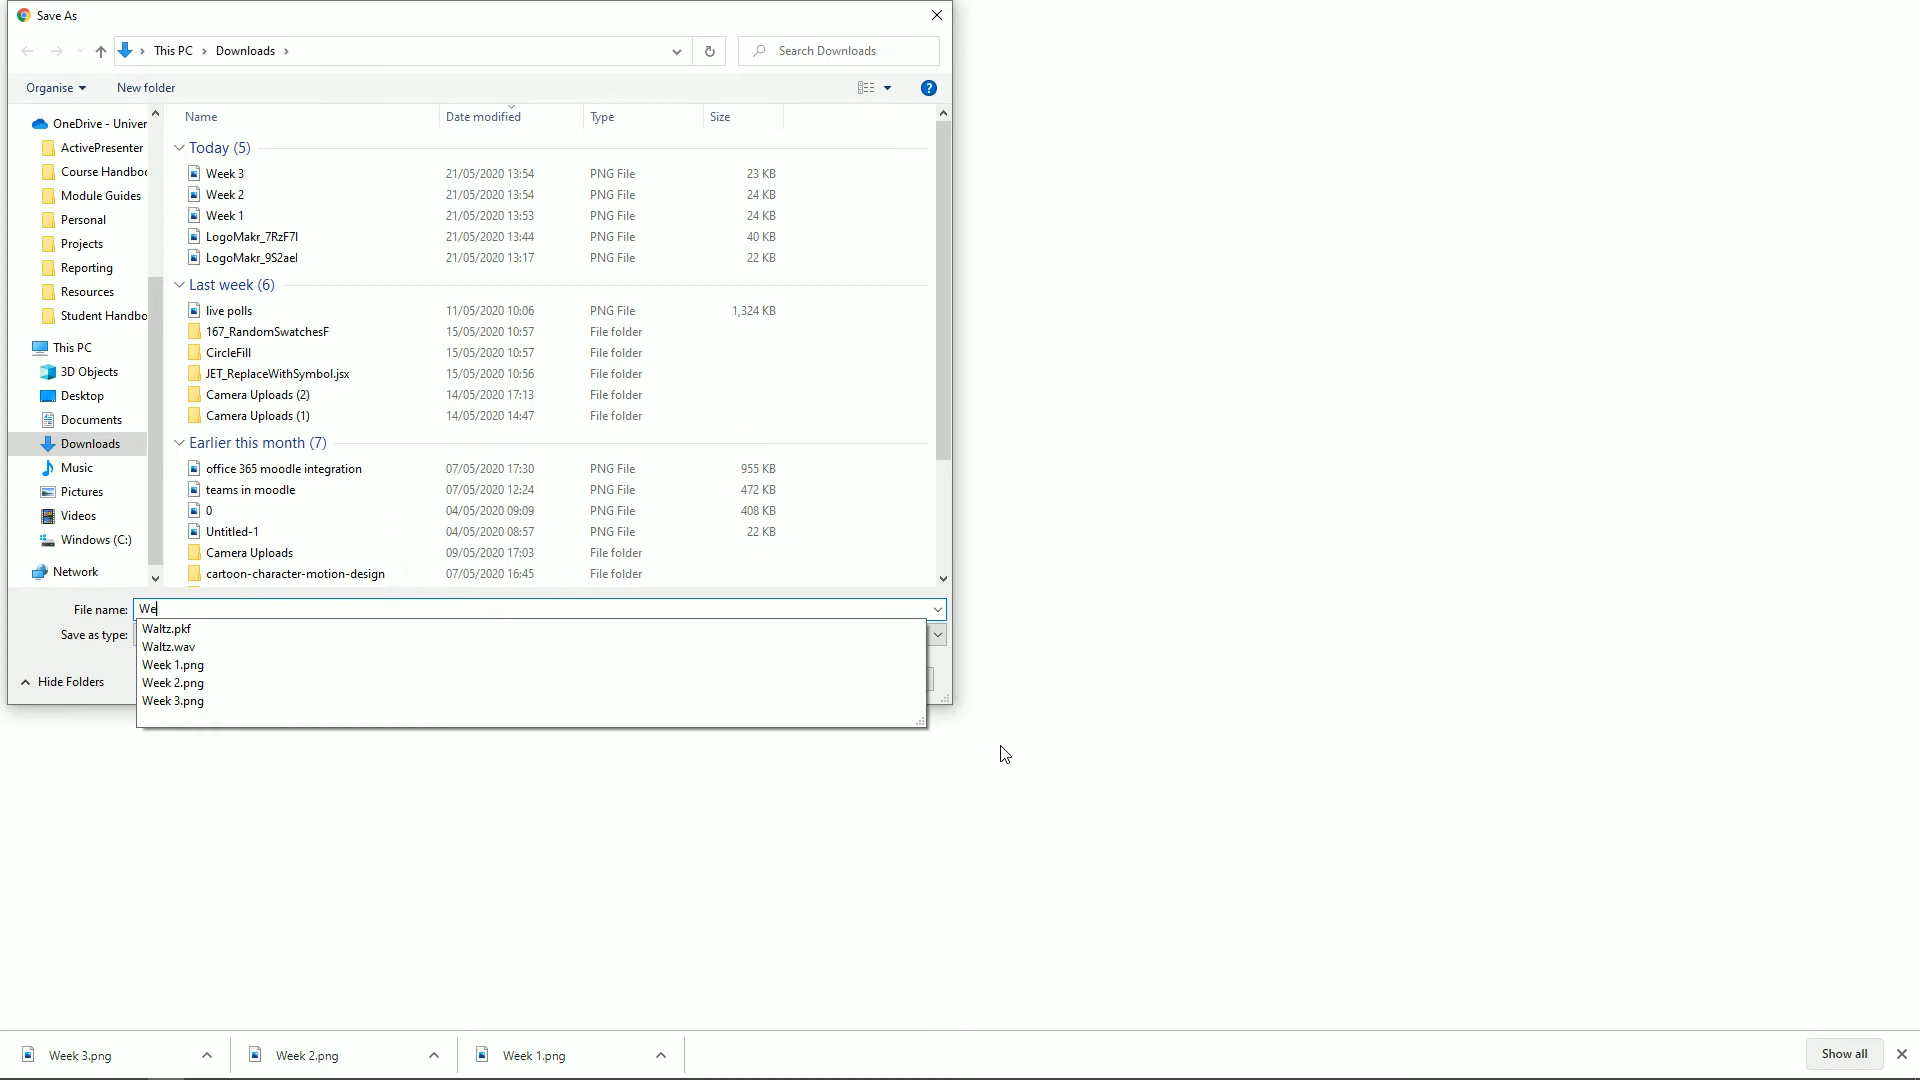 Save As
This PC
Downloads
Search Downloads
Organise
New folder
?
Name Date modified Type Size
OneDrive - Univer
ActivePresenter
Course Handboo
Module Guides
Personal
Projects
Reporting
Resources
Student Handbo
This PC
3D Objects
Desktop
Documents
Downloads
Music
Pictures
Videos
Windows (C:)
Network
Today (5)
Week 3 21/05/2020 13:54 PNG File 23 KB
Week 2 21/05/2020 13:54 PNG File 24 KB
Week 1 21/05/2020 13:53 PNG File 24 KB
LogoMakr_7RzF7l 21/05/2020 13:44 PNG File 40 KB
LogoMakr_9S2ael 21/05/2020 13:17 PNG File 22 KB
Last week (6)
live polls 11/05/2020 10:06 PNG File 1,324 KB
167_RandomSwatchesF 15/05/2020 10:57 File folder
CircleFill 15/05/2020 10:57 File folder
JET_ReplaceWithSymbol.jsx 15/05/2020 10:56 File folder
Camera Uploads (2) 14/05/2020 17:13 File folder
Camera Uploads (1) 14/05/2020 14:47 File folder
Earlier this month (7)
office 365 moodle integration 07/05/2020 17:30 PNG File 955 KB
teams in moodle 07/05/2020 12:24 PNG File 472 KB
0 04/05/2020 09:09 PNG File 408 KB
Untitled-1 04/05/2020 08:57 PNG File 22 KB
Camera Uploads 09/05/2020 17:03 File folder
cartoon-character-motion-design 07/05/2020 16:45 File folder
File name: We
Save as type:
Waltz.pkf
Waltz.wav
Week 1.png
Week 2.png
Week 3.png
Hide Folders
Week 3.png
Week 2.png
Week 1.png
Show all